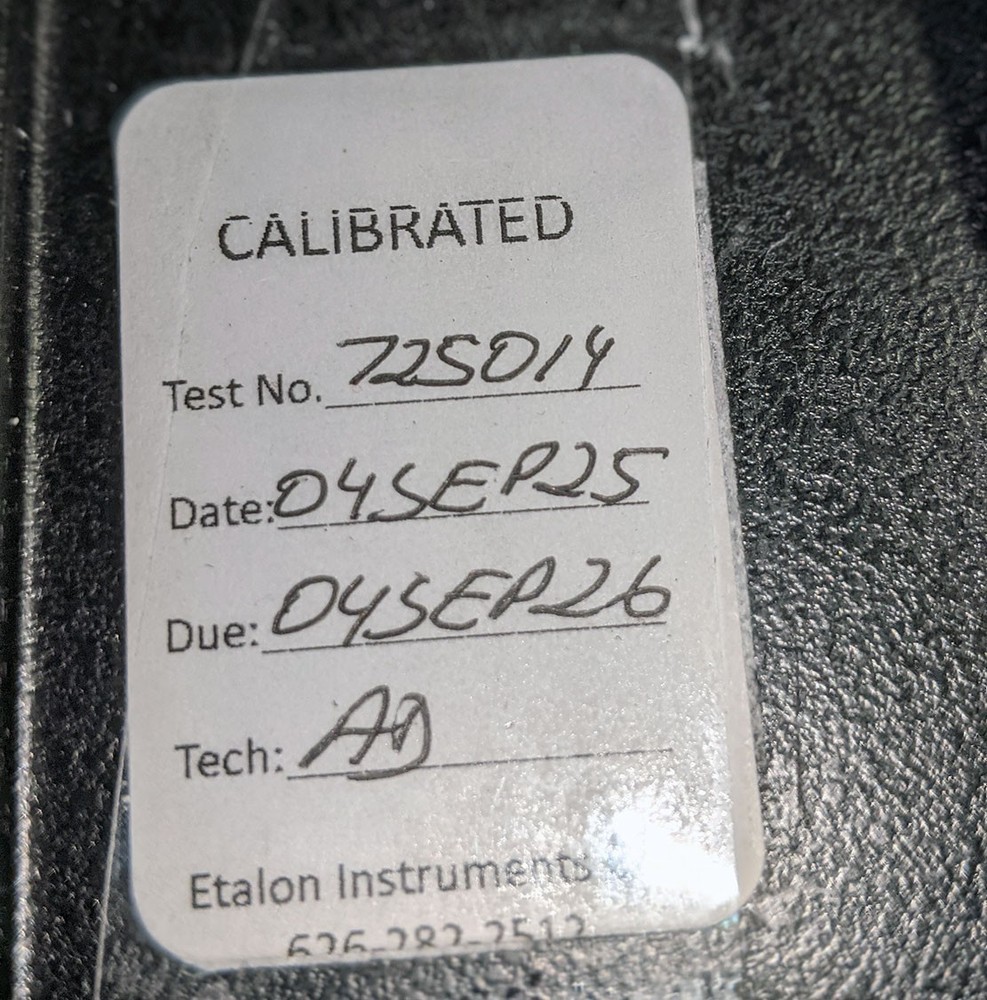 CALIBRATED
Test No. 725014
Date: 04SEP25
Due: 04SEP26
Tech: AD
Etalon Instruments